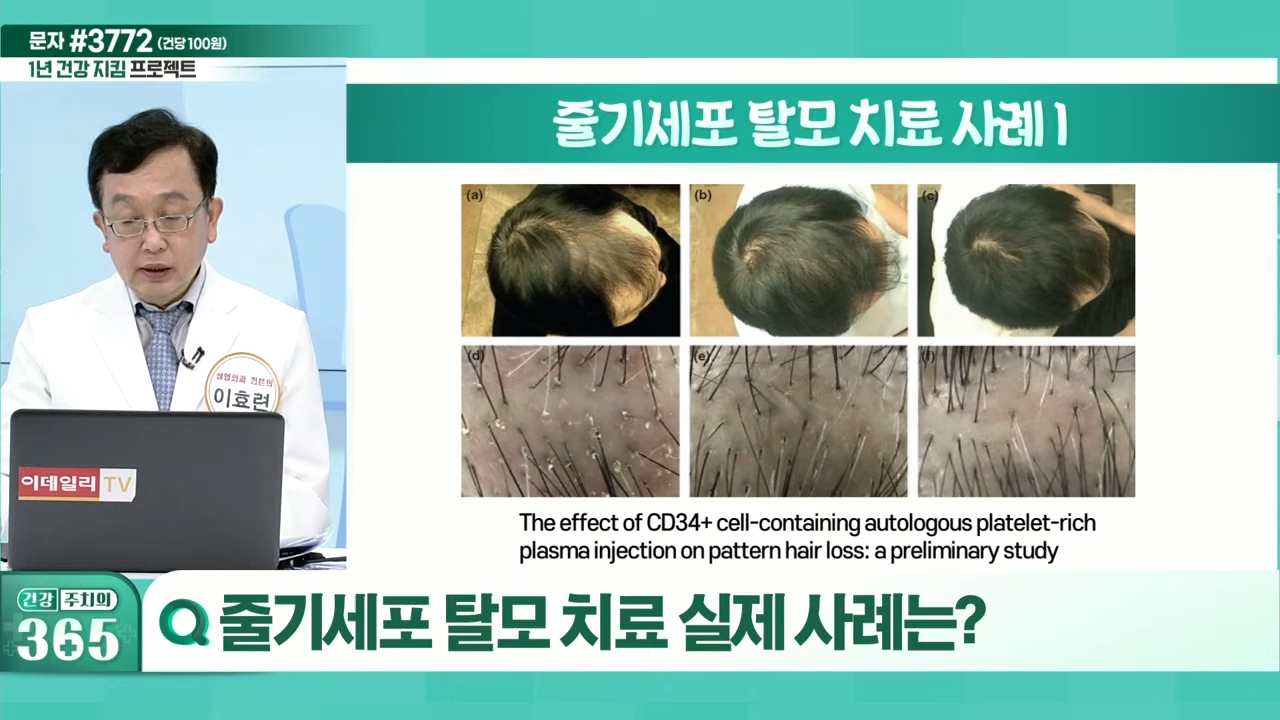 문자 #3772 (건당 100원)
1년 건강 지킴 프로젝트
줄기세포 탈모 치료 사례 1
(a)
(b)
(c)
(d)
(e)
(f)
성형외과 전문의
이효련
이데일리 TV
The effect of CD34+ cell-containing autologous platelet-rich
plasma injection on pattern hair loss: a preliminary study
건강 주치의
365
Q 줄기세포 탈모 치료 실제 사례는?